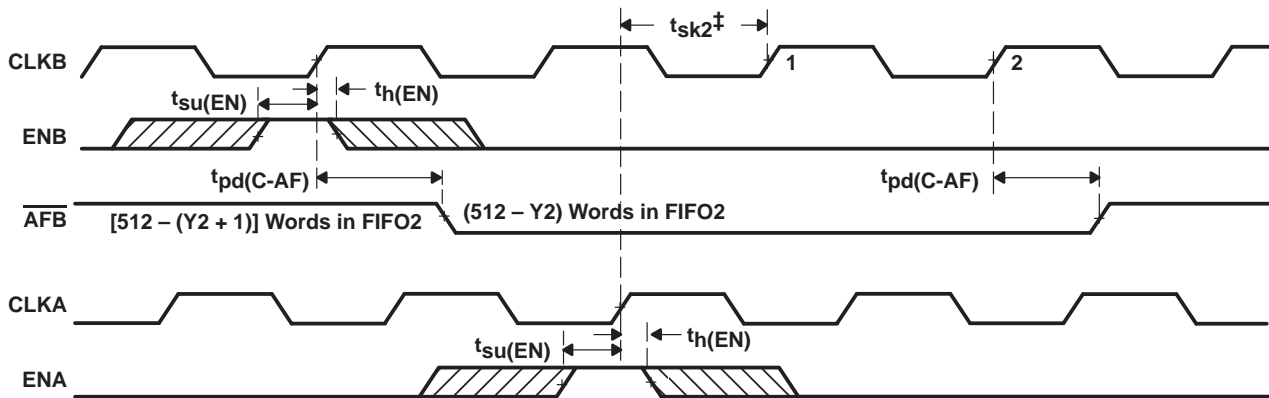 tsk2‡
CLKB
1
2
tsu(EN)
th(EN)
ENB
tpd(C-AF)
tpd(C-AF)
AFB
[512 – (Y2 + 1)] Words in FIFO2
(512 – Y2) Words in FIFO2
CLKA
tsu(EN)
th(EN)
ENA